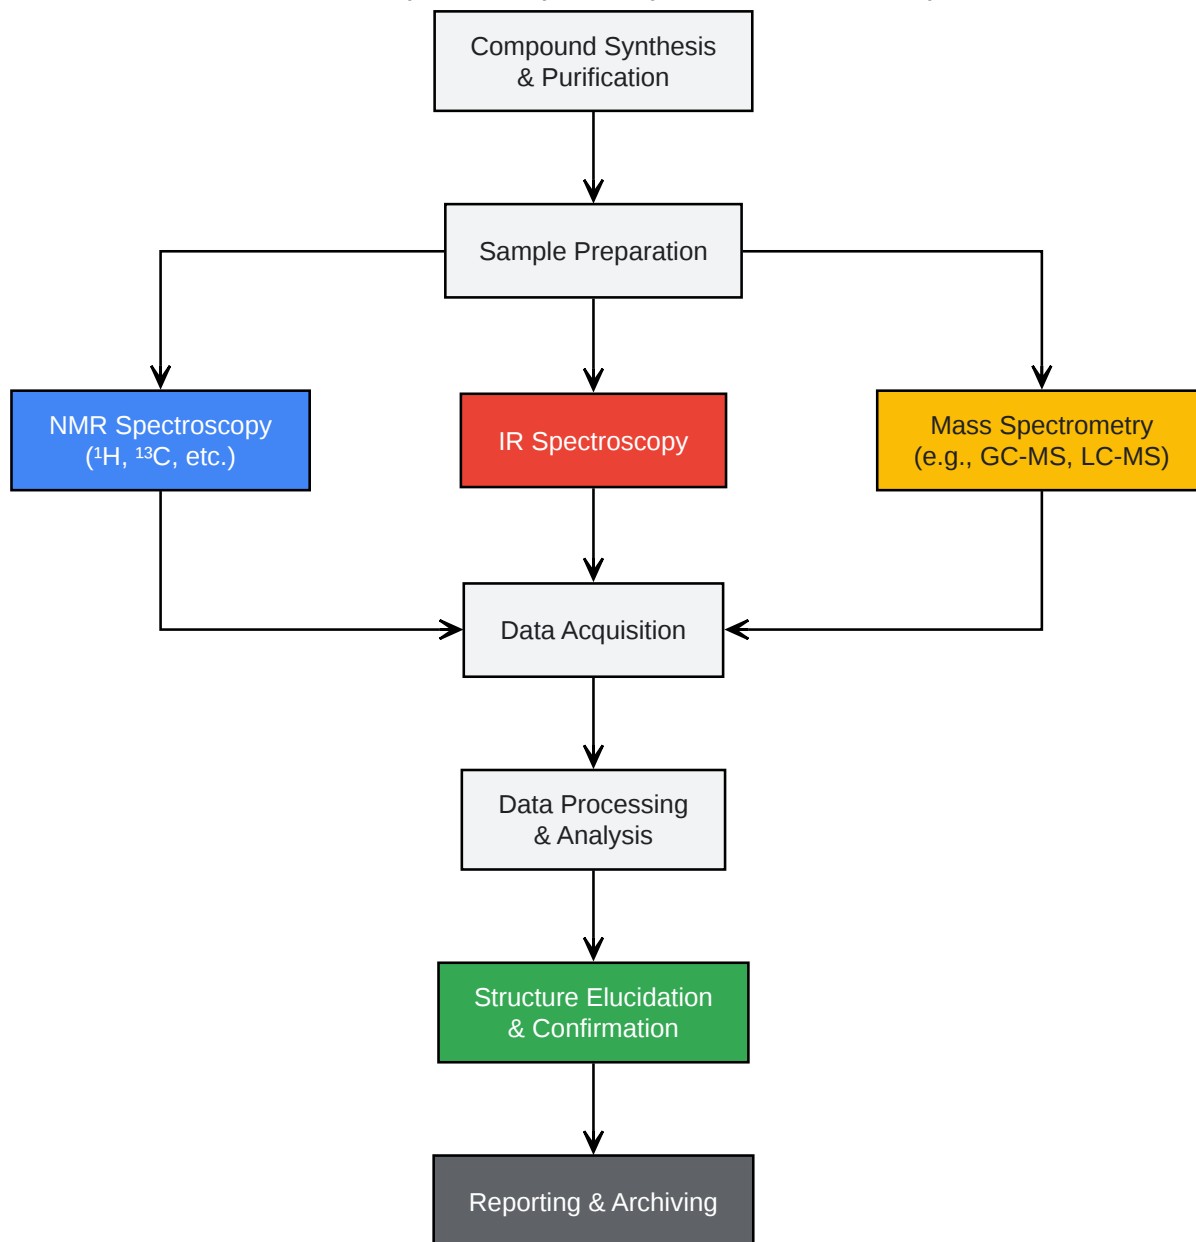 Compound Synthesis
& Purification
Sample Preparation
NMR Spectroscopy
(¹H, ¹³C, etc.)
IR Spectroscopy
Mass Spectrometry
(e.g., GC-MS, LC-MS)
Data Acquisition
Data Processing
& Analysis
Structure Elucidation
& Confirmation
Reporting & Archiving